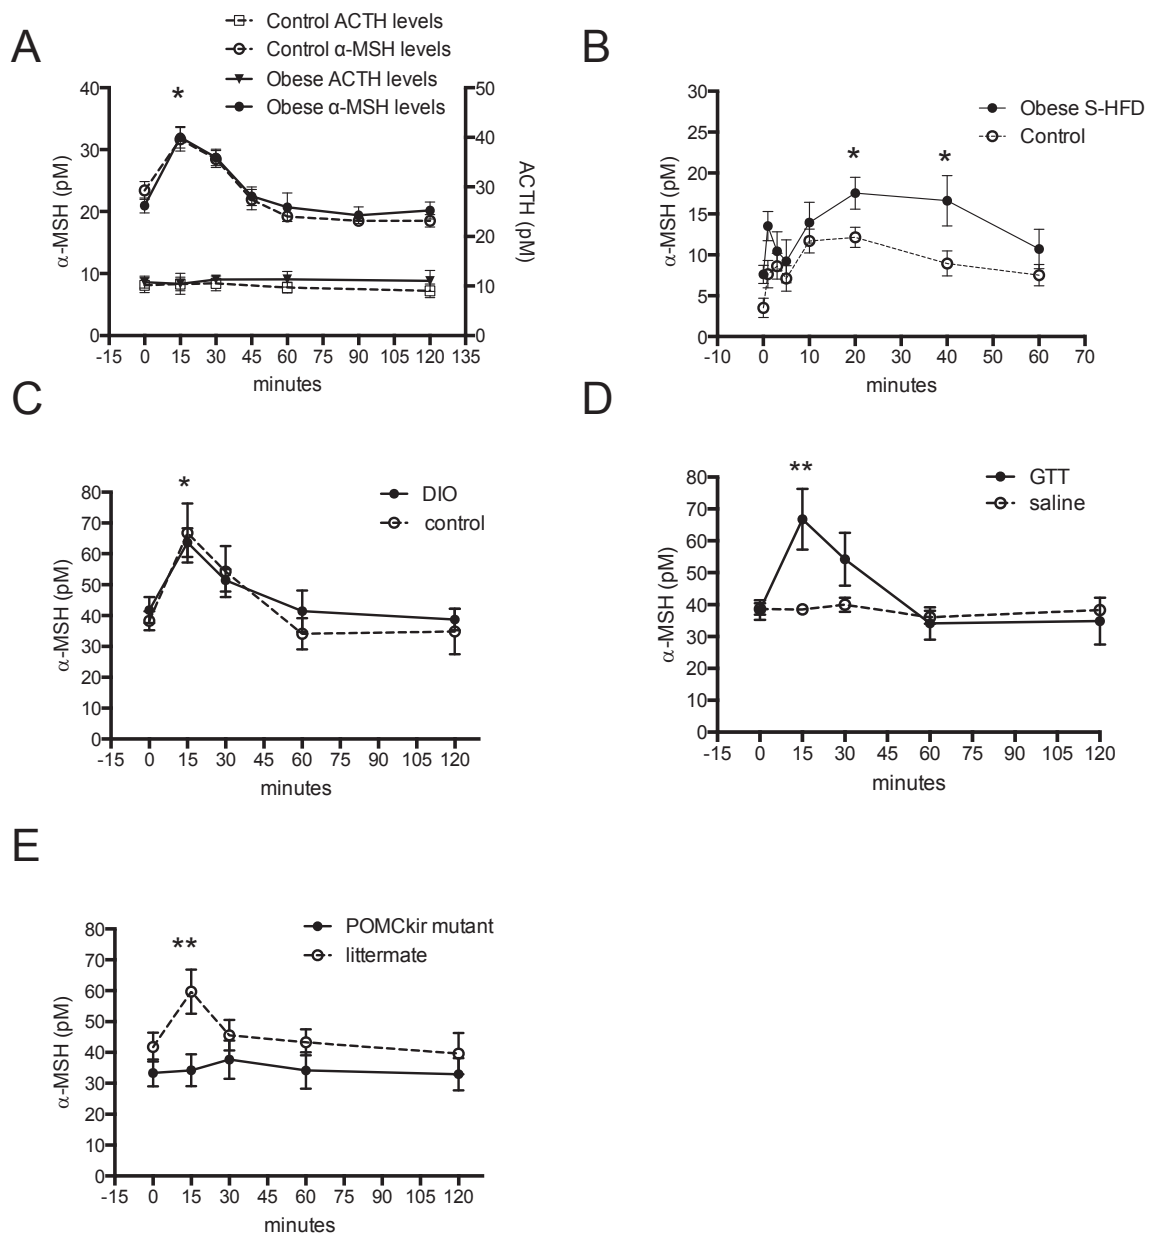 A
Control ACTH levels
Control α-MSH levels
Obese ACTH levels
Obese α-MSH levels
*
40
30
20
10
0
α-MSH (pM)
50
40
30
20
10
0
ACTH (pM)
-15 0 15 30 45 60 75 90 105 120 135
minutes
B
Obese S-HFD
Control
* *
30
25
20
15
10
5
0
α-MSH (pM)
-10 0 10 20 30 40 50 60 70
minutes
C
DIO
control
*
80
70
60
50
40
30
20
10
0
α-MSH (pM)
-15 0 15 30 45 60 75 90 105 120
minutes
D
GTT
saline
**
80
70
60
50
40
30
20
10
0
α-MSH (pM)
-15 0 15 30 45 60 75 90 105 120
minutes
E
POMCkir mutant
littermate
**
80
70
60
50
40
30
20
10
0
α-MSH (pM)
-15 0 15 30 45 60 75 90 105 120
minutes